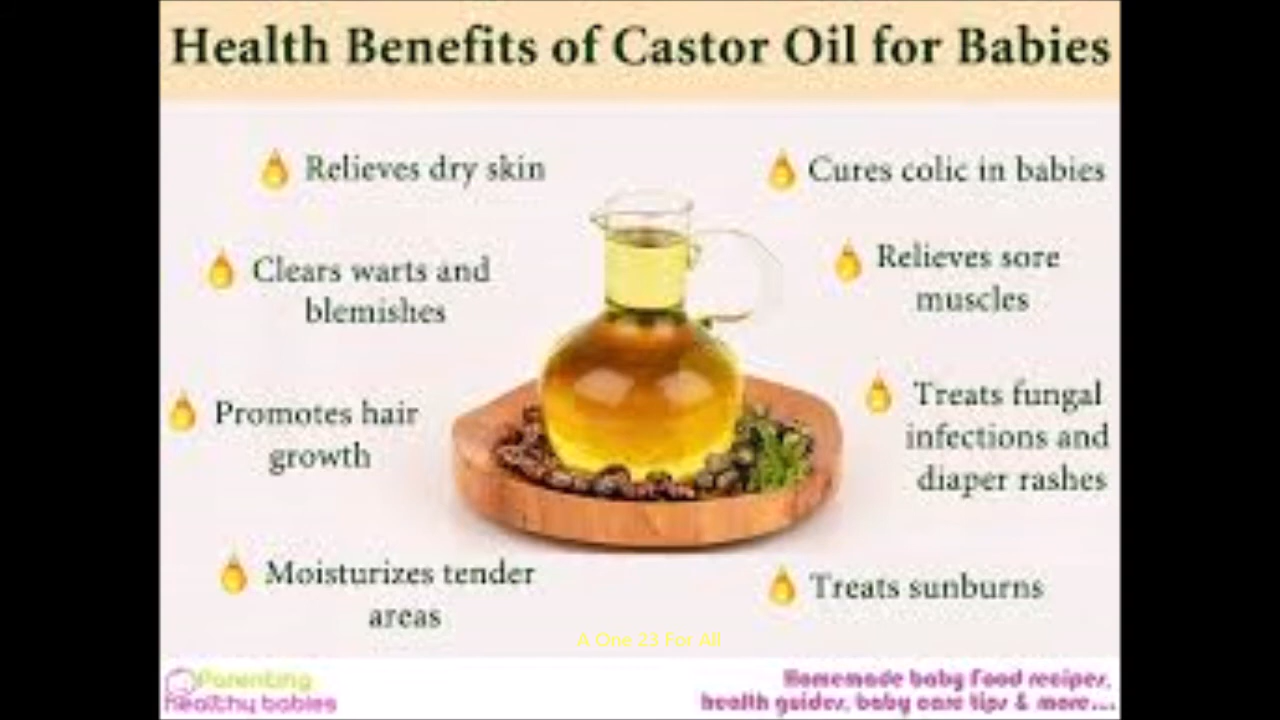 Health Benefits of Castor Oil for Babies
Relieves dry skin
Clears warts and
blemishes
Promotes hair
growth
Moisturizes tender
areas
Cures colic in babies
Relieves sore
muscles
Treats fungal
infections and
diaper rashes
Treats sunburns
A One 23 For All
Parenting
healthy babies
Homemade baby food recipes,
health guides, baby care tips & more...